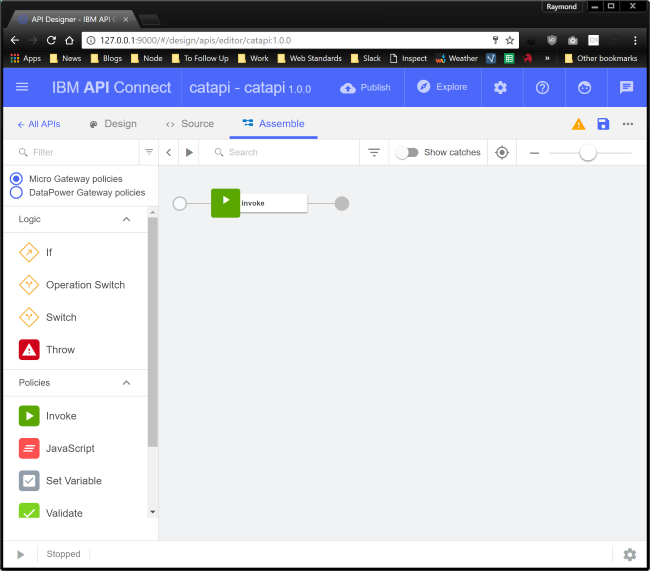 Raymond
API Designer - IBM API C
127.0.0.1:9000/#/design/apis/editor/catapi:1.0.0
Apps News Blogs Node To Follow Up Work Web Standards Slack Inspect Weather » Other bookmarks
IBM API Connect catapi - catapi 1.0.0 Publish Explore
All APIs Design Source Assemble
Filter Search Show catches
Micro Gateway policies
DataPower Gateway policies
invoke
Logic
If
Operation Switch
Switch
Throw
Policies
Invoke
JavaScript
Set Variable
Validate
Stopped